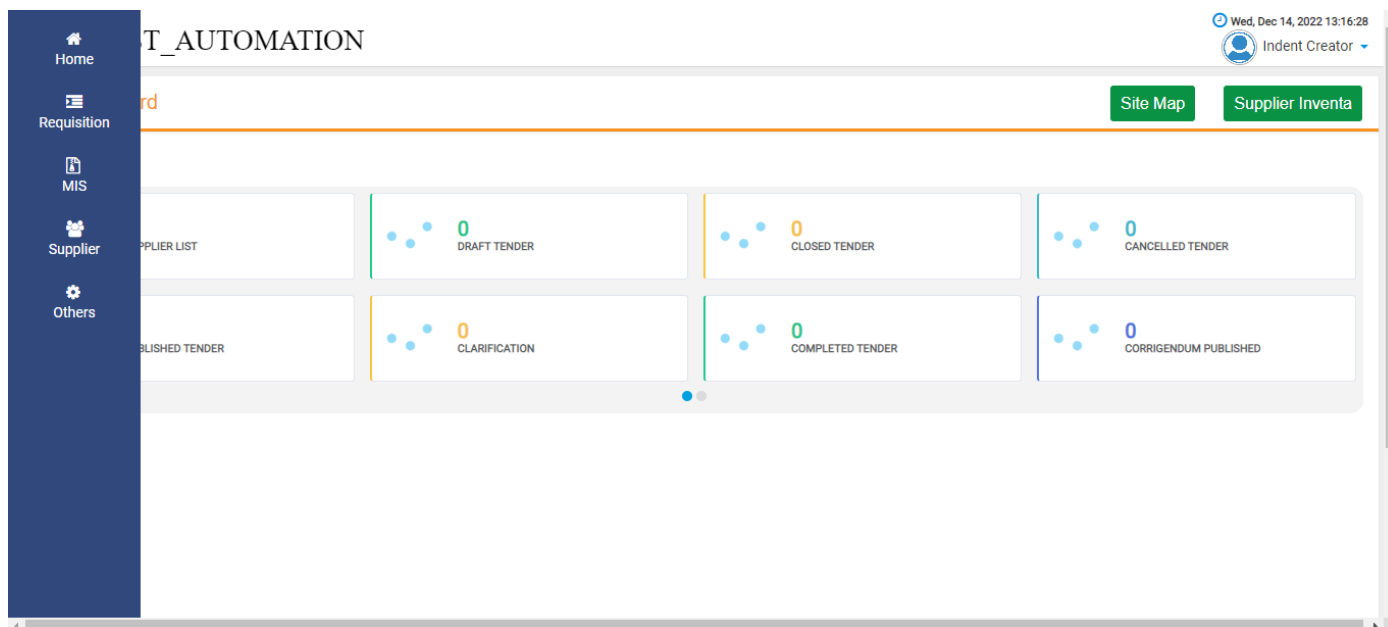 Home
Requisition
MIS
Supplier
Others
T_AUTOMATION
Wed, Dec 14, 2022 13:16:28
Indent Creator
rd
Site Map
Supplier Inventa
PPLIER LIST
0
DRAFT TENDER
0
CLOSED TENDER
0
CANCELLED TENDER
BLISHED TENDER
0
CLARIFICATION
0
COMPLETED TENDER
0
CORRIGENDUM PUBLISHED